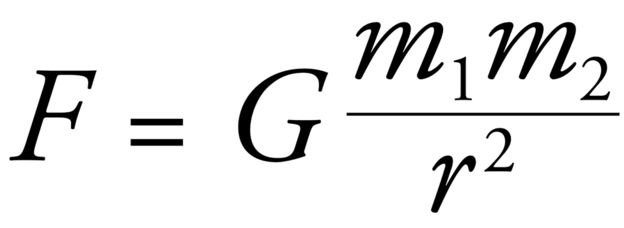 F = G m₁m₂ / r²